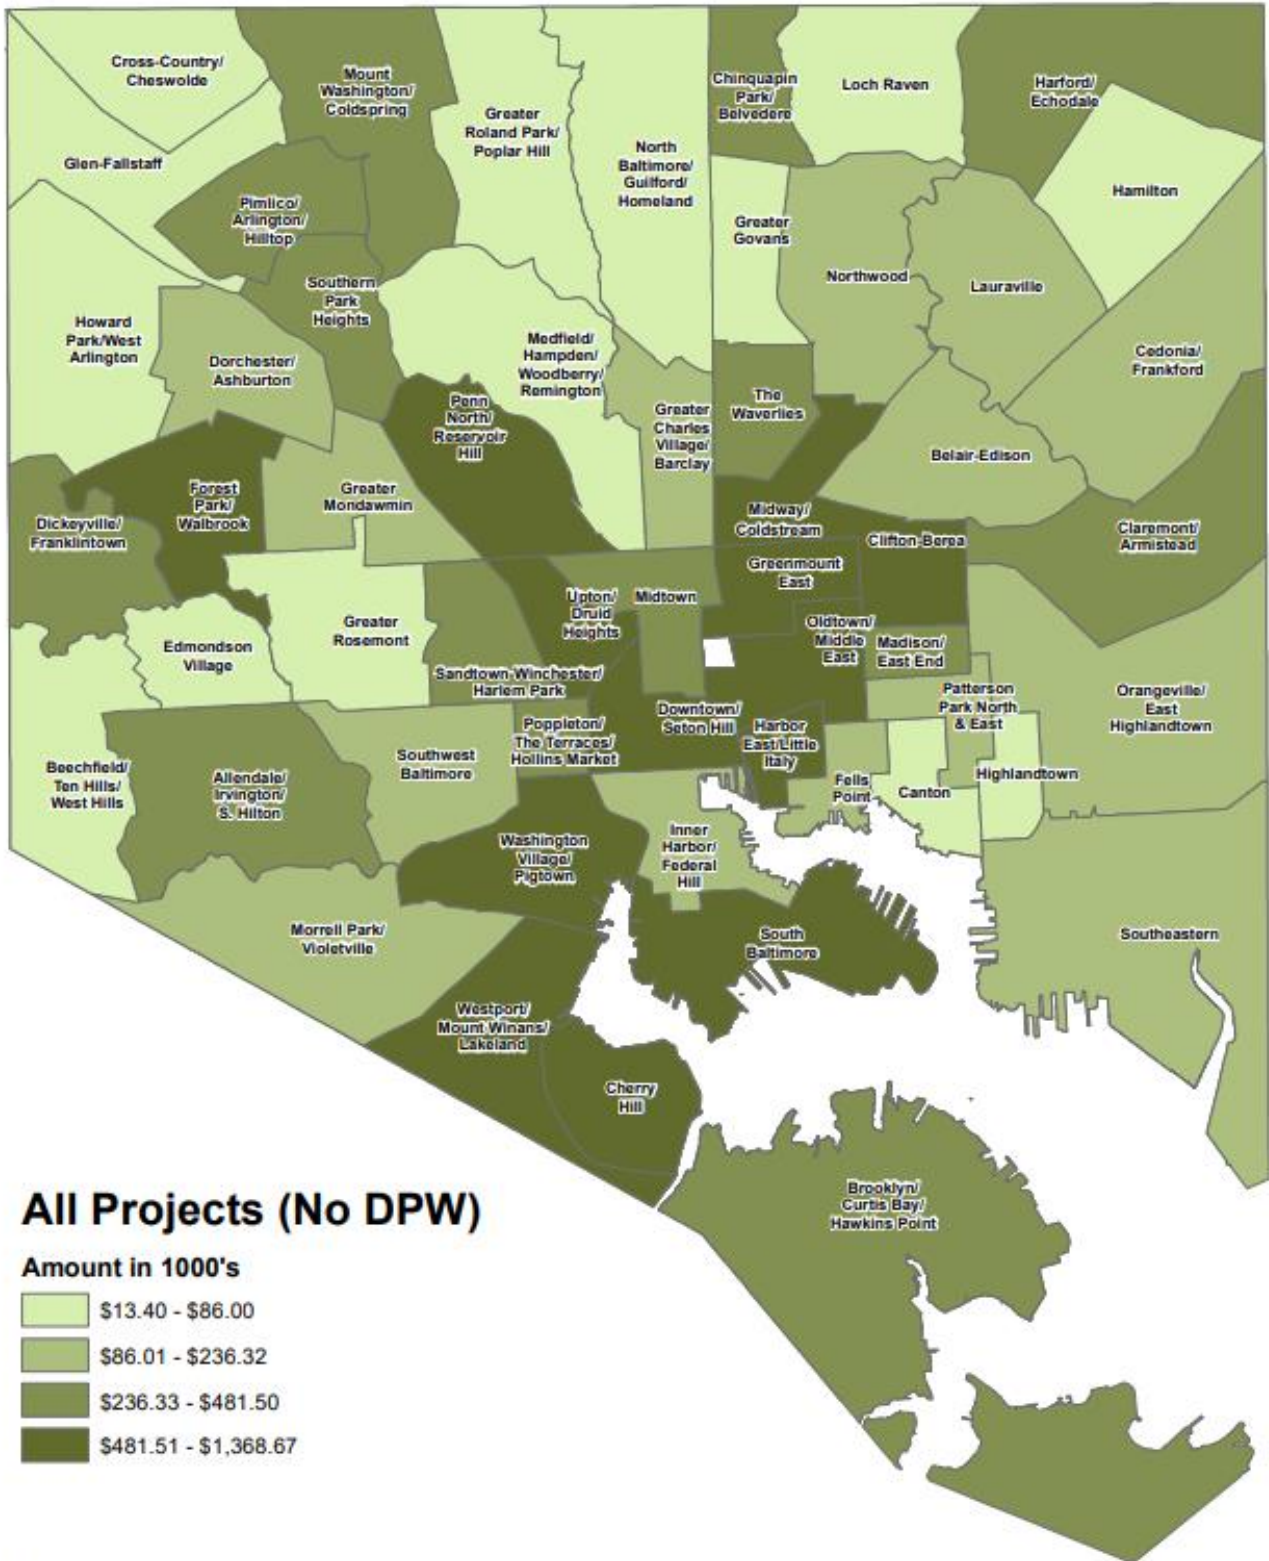 Cross-Country/
Cheswolde
Mount
Washington/
Coldspring
Greater
Roland Park/
Poplar Hill
North
Baltimore/
Guilford/
Homeland
Chinquapin
Park/
Belvedere
Loch Raven
Harford/
Echodale
Glen-Fallstaff
Pimlico/
Arlington/
Hilltop
Greater
Govans
Hamilton
Southern
Park
Heights
Northwood
Lauraville
Howard
Park/West
Arlington
Dorchester/
Ashburton
Medfield/
Hampden/
Woodberry/
Remington
Cedonia/
Frankford
Penn
North/
Reservoir
Hill
Greater
Charles
Village/
Barclay
The
Waverlies
Belair-Edison
Dickeyville/
Franklintown
Forest
Park/
Walbrook
Greater
Mondawmin
Midway/
Coldstream
Clifton-Berea
Claremont/
Armistead
Greenmount
East
Edmondson
Village
Greater
Rosemont
Upton/
Druid
Heights
Midtown
Oldtown/
Middle
East
Madison/
East End
Sandtown-Winchester/
Harlem Park
Patterson
Park North
& East
Orangeville/
East
Highlandtown
Beechfield/
Ten Hills/
West Hills
Allendale/
Irvington/
S. Hilton
Southwest
Baltimore
Poppleton/
The Terraces/
Hollins Market
Downtown/
Seton Hill
Harbor
East/Little
Italy
Fells
Point
Canton
Highlandtown
Washington
Village/
Pigtown
Inner
Harbor/
Federal
Hill
Morrell Park/
Violetville
South
Baltimore
Southeastern
Westport/
Mount Winans/
Lakeland
Cherry
Hill
Brooklyn/
Curtis Bay/
Hawkins Point
All Projects (No DPW)
Amount in 1000's
$13.40 - $86.00
$86.01 - $236.32
$236.33 - $481.50
$481.51 - $1,368.67